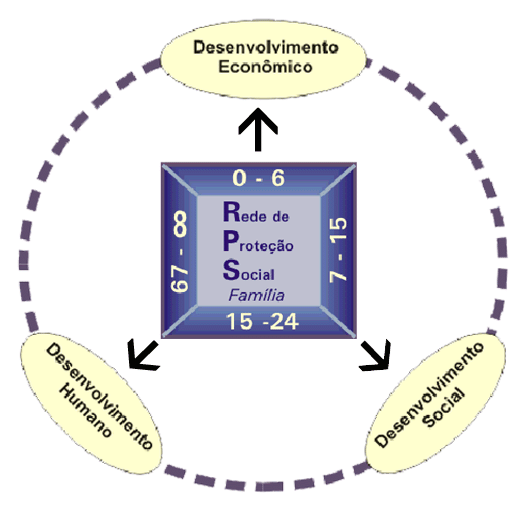 Desenvolvimento
Econômico
0 - 6
67 - 8
Rede de
Proteção
Social
Família
7 - 15
15 -24
Desenvolvimento
Humano
Desenvolvimento
Social